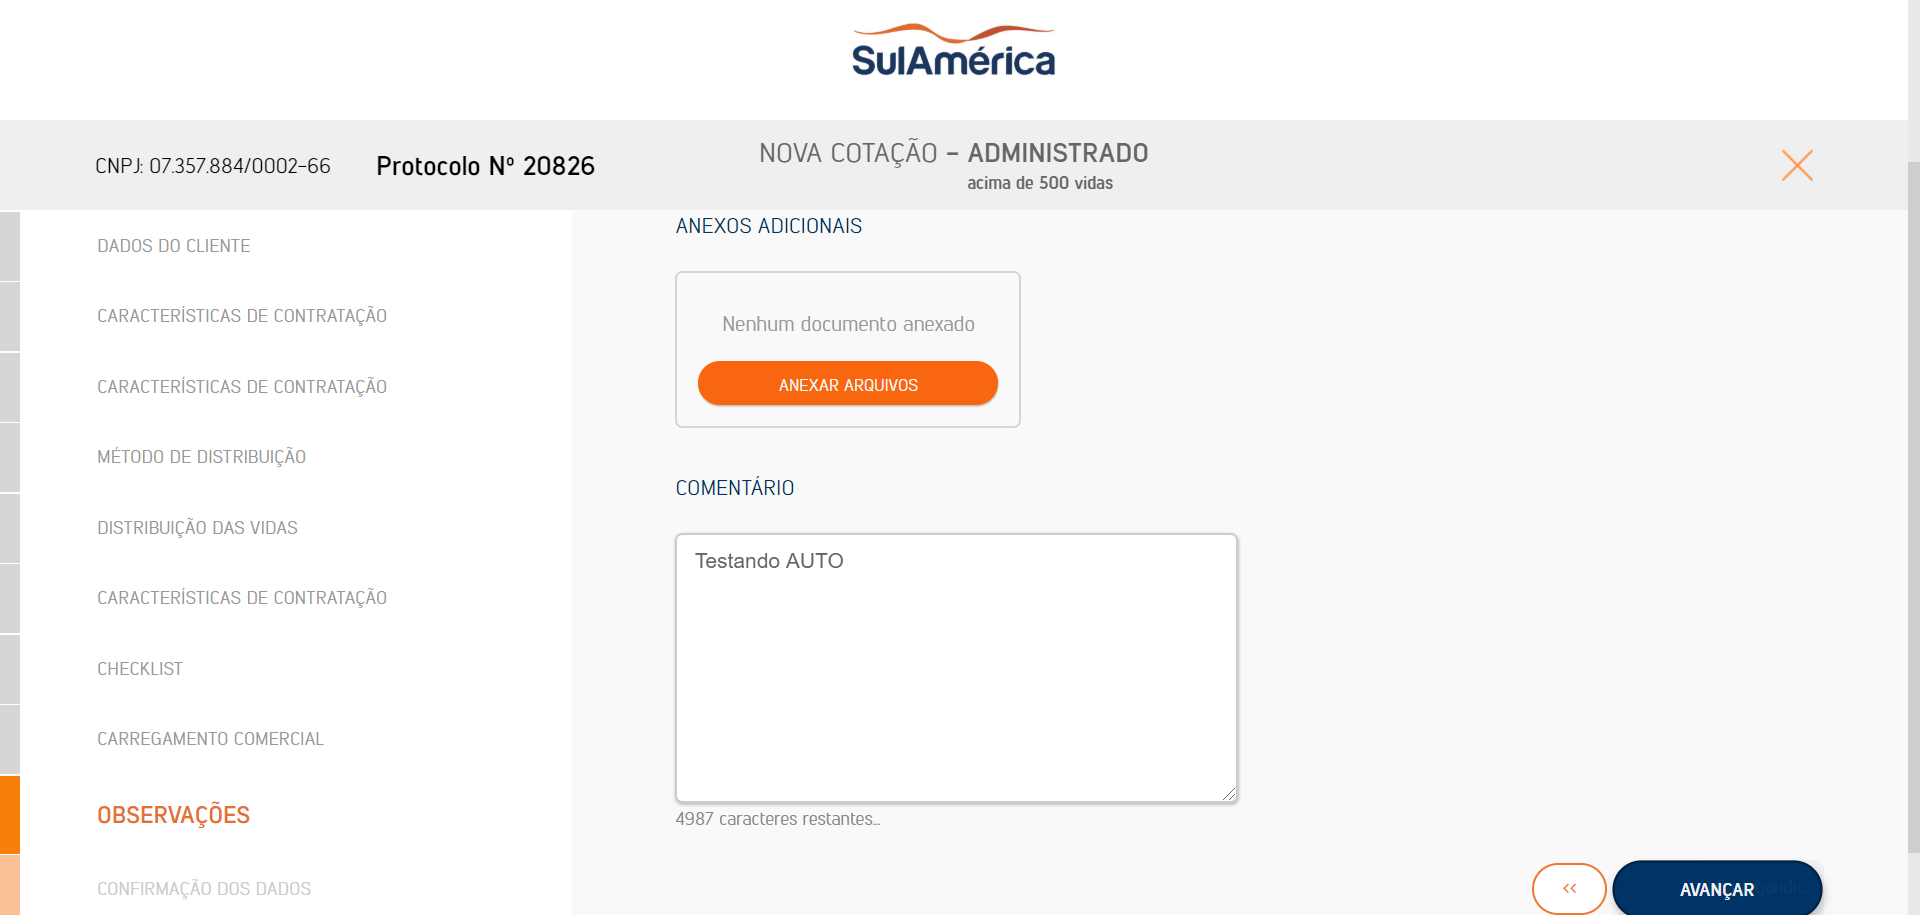 SulAmérica
CNPJ: 07.357.884/0002-66
Protocolo Nº 20826
NOVA COTAÇÃO - ADMINISTRADO
acima de 500 vidas
DADOS DO CLIENTE
CARACTERÍSTICAS DE CONTRATAÇÃO
CARACTERÍSTICAS DE CONTRATAÇÃO
MÉTODO DE DISTRIBUIÇÃO
DISTRIBUIÇÃO DAS VIDAS
CARACTERÍSTICAS DE CONTRATAÇÃO
CHECKLIST
CARREGAMENTO COMERCIAL
OBSERVAÇÕES
CONFIRMAÇÃO DOS DADOS
ANEXOS ADICIONAIS
Nenhum documento anexado
ANEXAR ARQUIVOS
COMENTÁRIO
Testando AUTO
4987 caracteres restantes...
<<
AVANÇAR